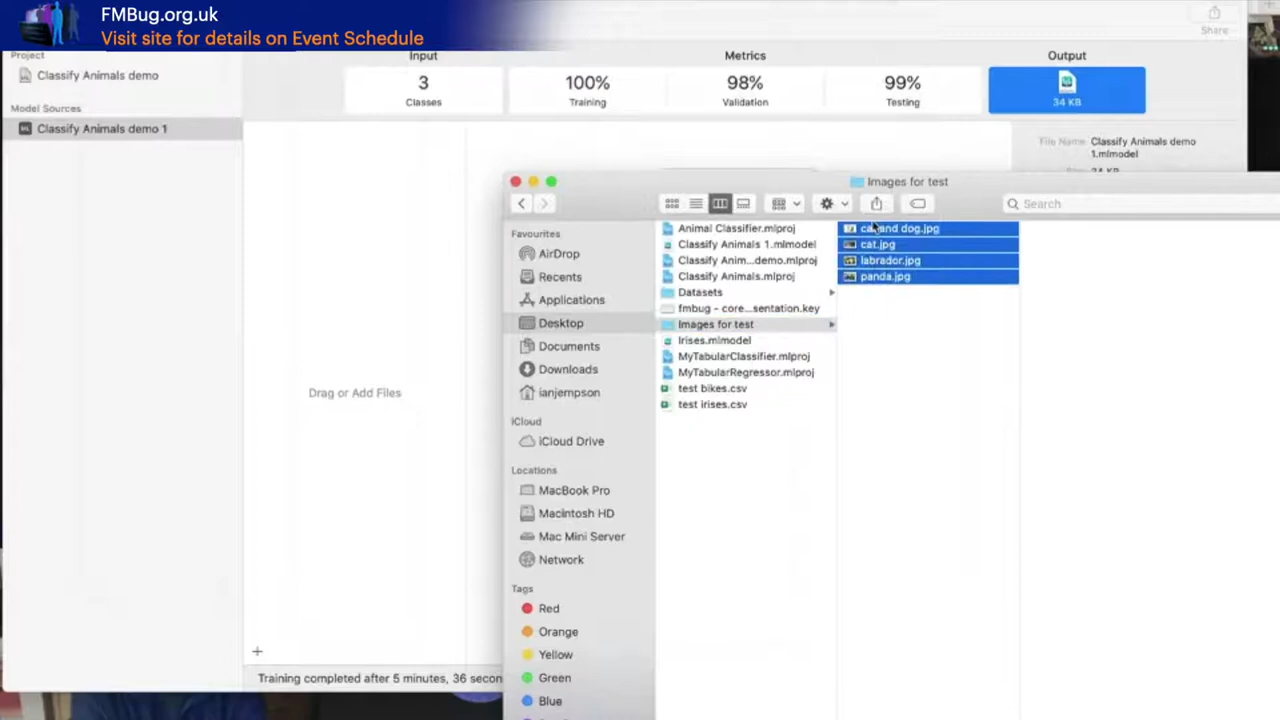 FMBug.org.uk
Visit site for details on Event Schedule
Share
Project
Classify Animals demo
Model Sources
Classify Animals demo 1
Input
3
Classes
Metrics
100%
Training
98%
Validation
99%
Testing
Output
34 KB
File Name
Classify Animals demo
1.mlmodel
Drag or Add Files
Training completed after 5 minutes, 36 secon
Images for test
Search
Favourites
AirDrop
Recents
Applications
Desktop
Documents
Downloads
ianjempson
iCloud
iCloud Drive
Locations
MacBook Pro
Macintosh HD
Mac Mini Server
Network
Tags
Red
Orange
Yellow
Green
Blue
Animal Classifier.mlproj
Classify Animals 1.mlmodel
Classify Anim...demo.mlproj
Classify Animals.mlproj
Datasets
fmbug - core...sentation.key
Images for test
Irises.mlmodel
MyTabularClassifier.mlproj
MyTabularRegressor.mlproj
test bikes.csv
test irises.csv
cat and dog.jpg
cat.jpg
labrador.jpg
panda.jpg